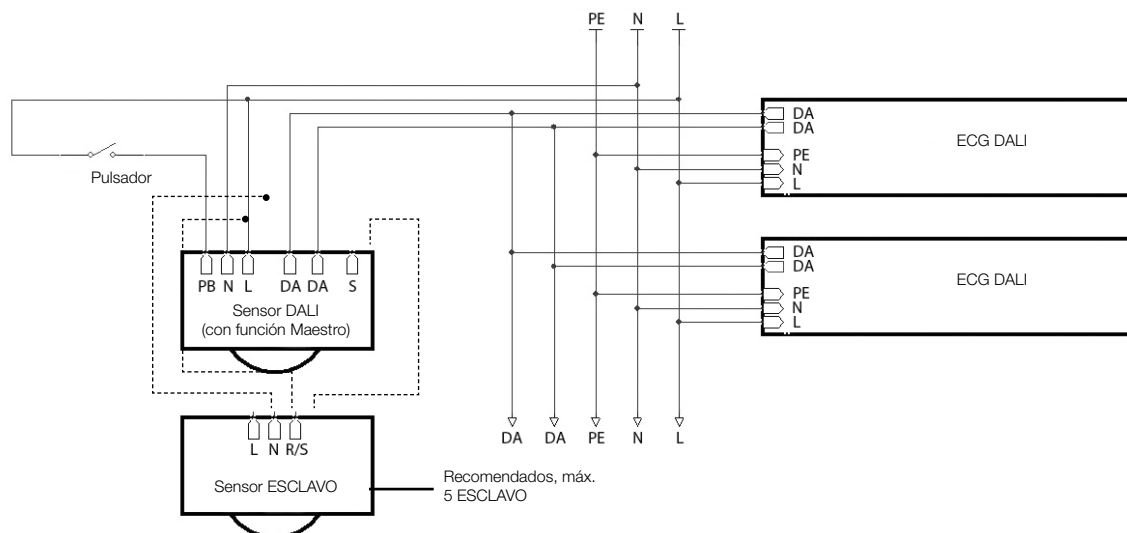 PE N L
DA
DA
ECG DALI
PE
N
L
Pulsador
DA
DA
ECG DALI
PE
N
L
PB N L DA DA S
Sensor DALI
(con función Maestro)
DA DA PE N L
L N R/S
Sensor ESCLAVO
Recomendados, máx.
5 ESCLAVO